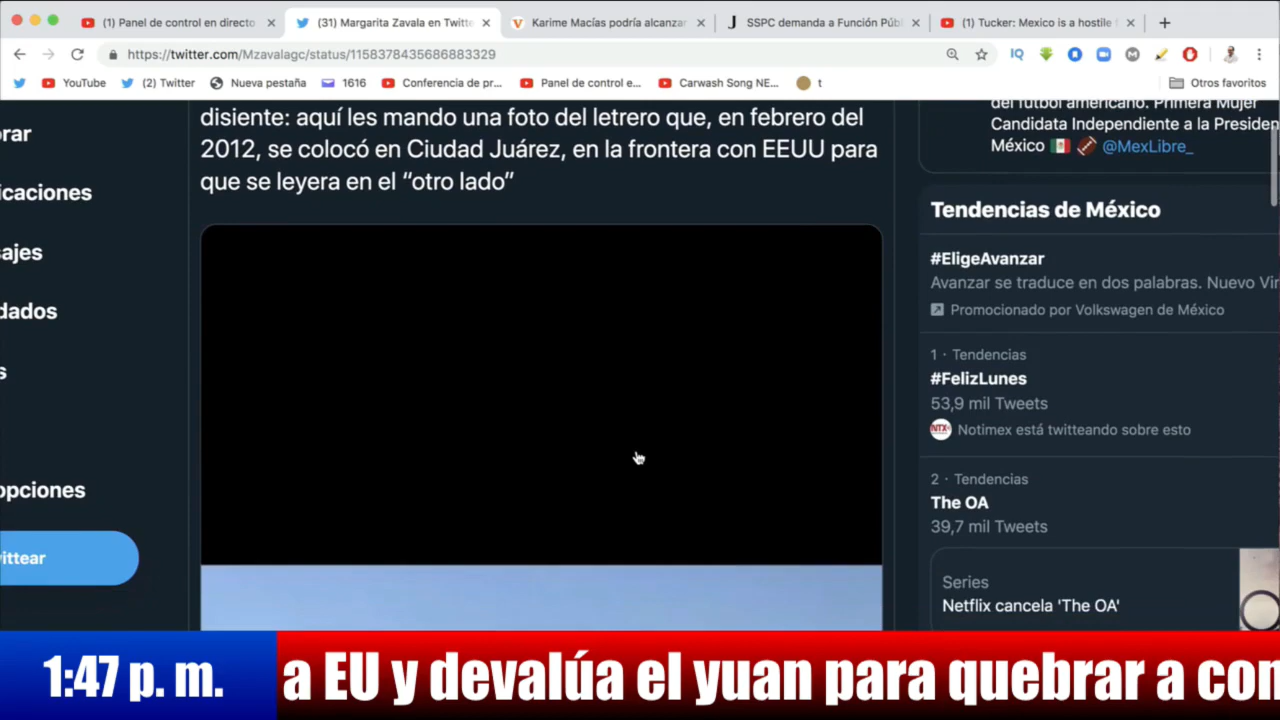 (1) Panel de control en directo
(31) Margarita Zavala en Twitte
Karime Macías podría alcanzar
SSPC demanda a Función Públ
(1) Tucker: Mexico is a hostile
https://twitter.com/Mzavalagc/status/1158378435686883329
YouTube
(2) Twitter
Nueva pestaña
1616
Conferencia de pr...
Panel de control e...
Carwash Song NE...
t
Otros favoritos
rar
icaciones
sajes
dados
s
opciones
ittear
disiente: aquí les mando una foto del letrero que, en febrero del
2012, se colocó en Ciudad Juárez, en la frontera con EEUU para
que se leyera en el “otro lado”
del fútbol americano. Primera Mujer
Candidata Independiente a la Presiden
México 🇲🇽 🏈 @MexLibre_
Tendencias de México
#EligeAvanzar
Avanzar se traduce en dos palabras. Nuevo Vir
Promocionado por Volkswagen de México
1 · Tendencias
#FelizLunes
53,9 mil Tweets
NTX
Notimex está twitteando sobre esto
2 · Tendencias
The OA
39,7 mil Tweets
Series
Netflix cancela 'The OA'
1:47 p. m.
a EU y devalúa el yuan para quebrar a con